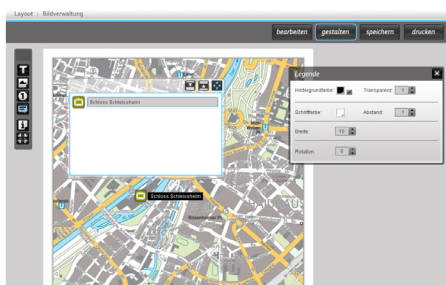 Layout | Bildverwaltung
bearbeiten gestalten speichern drucken
Legende
Hintergrundfarbe: Transparenz: 1
Schloss Schleissheim
Schriftfarbe: Abstand: 1
Breite: 10
Rotation: 0
Schloss Schleissheim